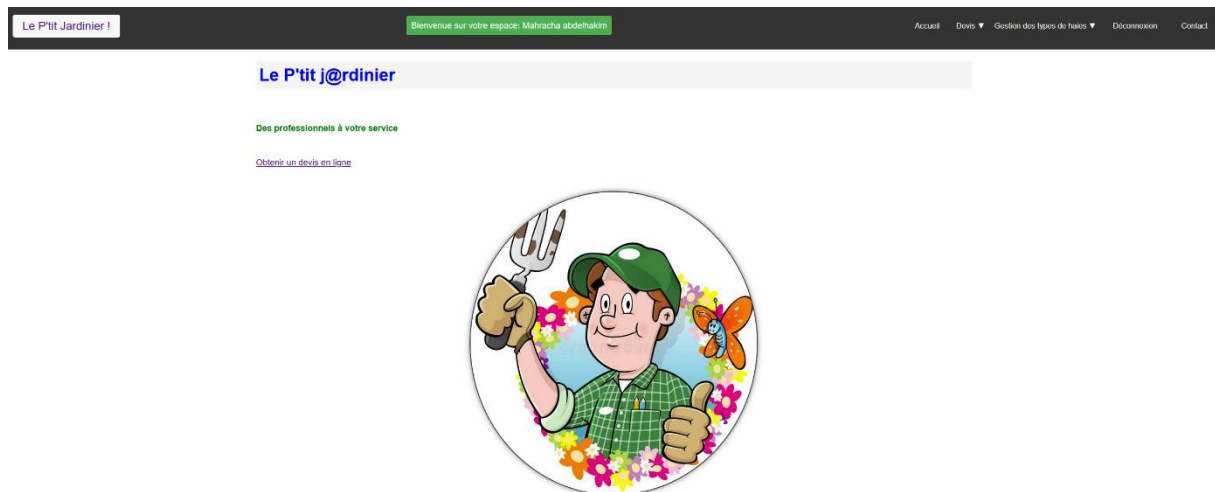 Le P'tit Jardinier !
Bienvenue sur votre espace: Mahracha abdelhakim
Accueil Devis ▼ Gestion des types de haies ▼ Déconnexion Contact
Le P'tit j@rdinier
Des professionnels à votre service
Obtenir un devis en ligne